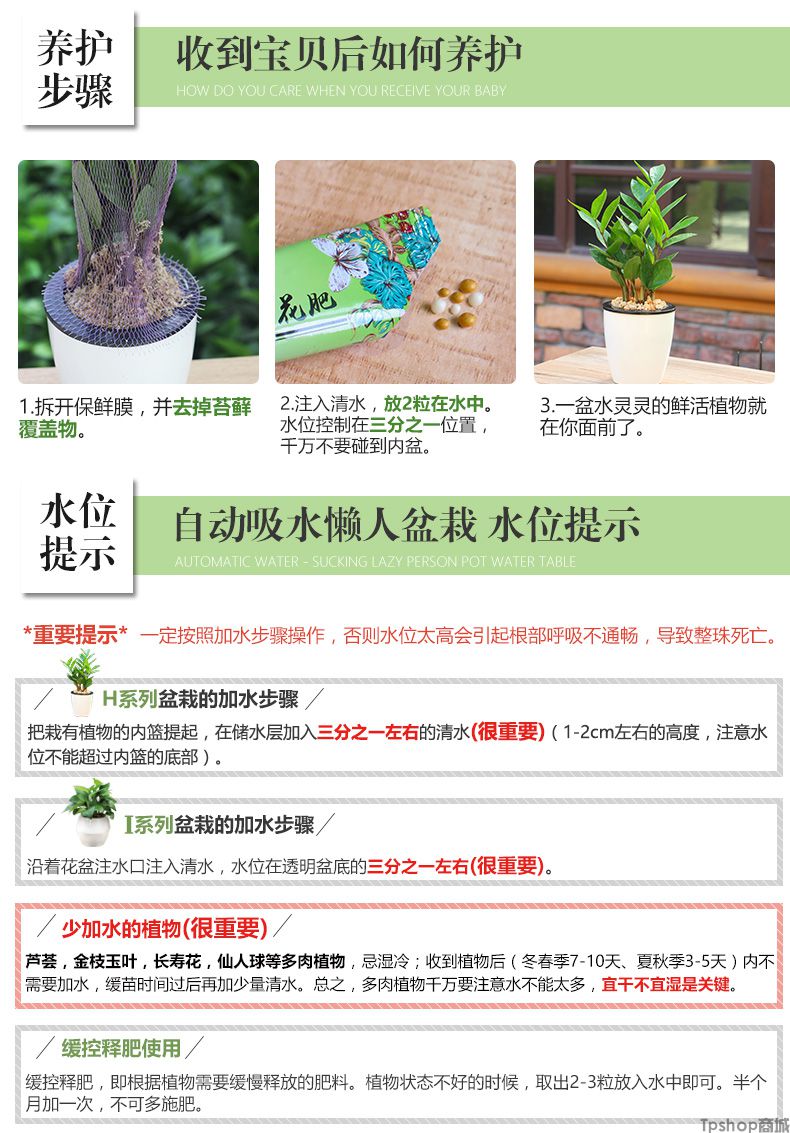 养护
步骤
收到宝贝后如何养护
HOW DO YOU CARE WHEN YOU RECEIVE YOUR BABY
花肥
1.拆开保鲜膜，并去掉苔藓
覆盖物。
2.注入清水，放2粒在水中。
水位控制在三分之一位置，
千万不要碰到内盆。
3.一盆水灵灵的鲜活植物就
在你面前了。
水位
提示
自动吸水懒人盆栽 水位提示
AUTOMATIC WATER - SUCKING LAZY PERSON POT WATER TABLE
*重要提示* 一定按照加水步骤操作，否则水位太高会引起根部呼吸不通畅，导致整珠死亡。
H系列盆栽的加水步骤
把栽有植物的内篮提起，在储水层加入三分之一左右的清水(很重要)（1-2cm左右的高度，注意水
位不能超过内篮的底部）。
I系列盆栽的加水步骤
沿着花盆注水口注入清水，水位在透明盆底的三分之一左右(很重要)。
少加水的植物(很重要)
芦荟，金枝玉叶，长寿花，仙人球等多肉植物，忌湿冷；收到植物后（冬春季7-10天、夏秋季3-5天）内不
需要加水，缓苗时间过后再加少量清水。总之，多肉植物千万要注意水不能太多，宜干不宜湿是关键。
缓控释肥使用
缓控释肥，即根据植物需要缓慢释放的肥料。植物状态不好的时候，取出2-3粒放入水中即可。半个
月加一次，不可多施肥。
Tpshop商城